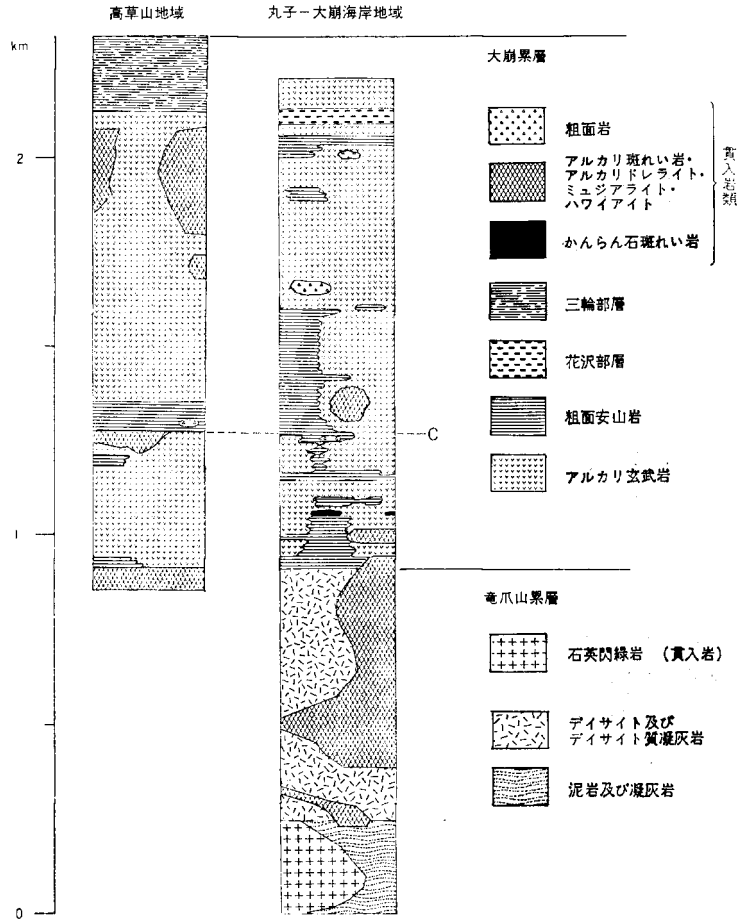 高草山地域
丸子－大崩海岸地域
km
2
1
0
C
大崩累層
粗面岩
アルカリ斑れい岩・
アルカリドレライト・
ミュジアライト・
ハワイアイト
かんらん石斑れい岩
貫入岩類
三輪部層
花沢部層
粗面安山岩
アルカリ玄武岩
竜爪山累層
石英閃緑岩 (貫入岩)
デイサイト及び
デイサイト質凝灰岩
泥岩及び凝灰岩